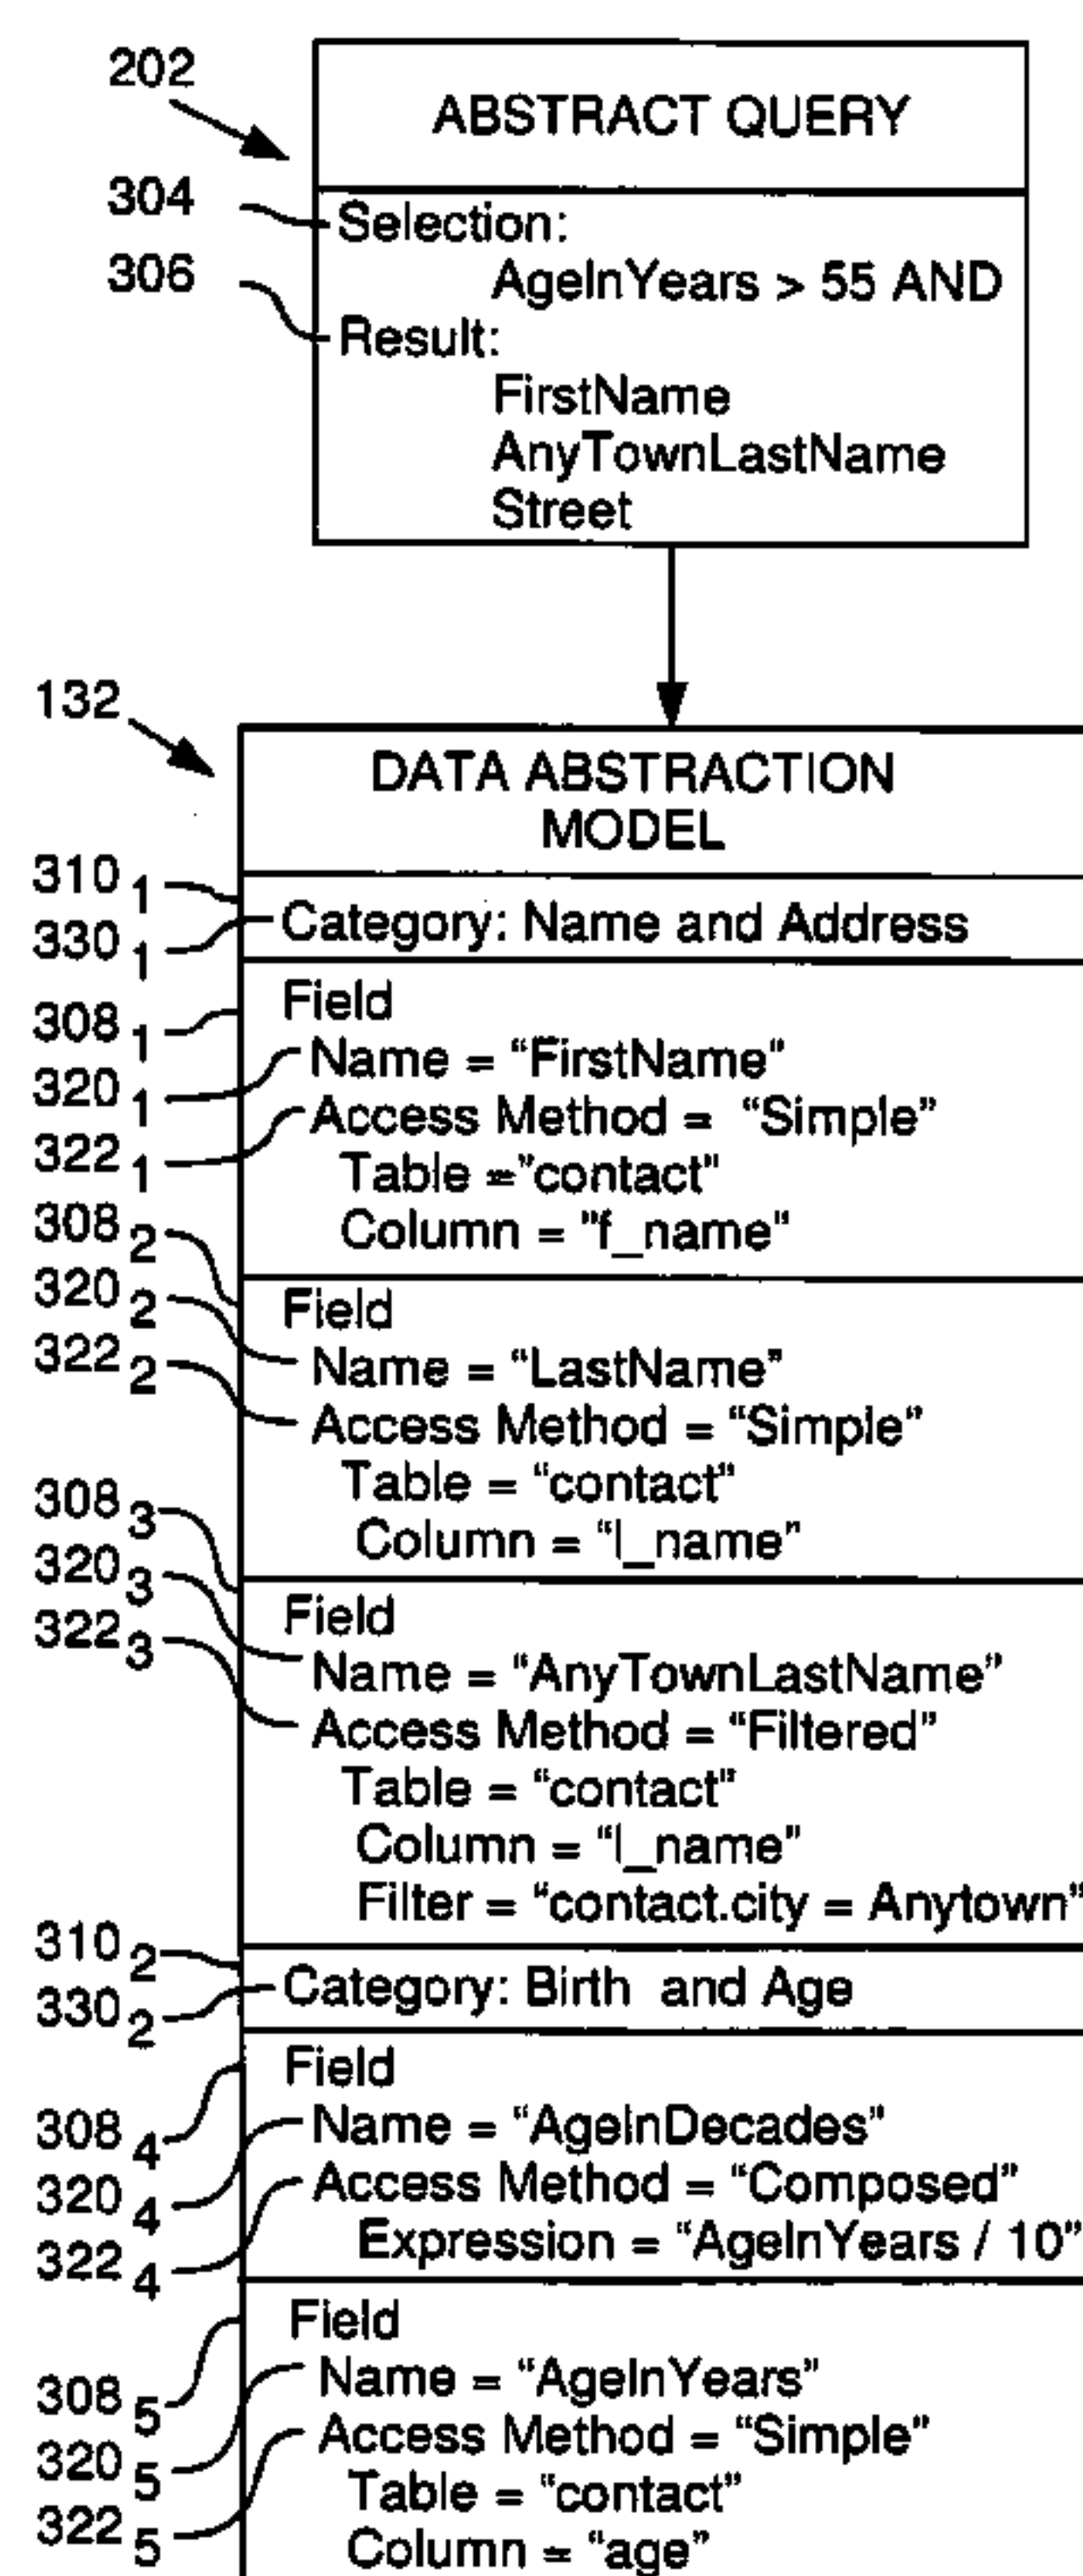 202
ABSTRACT QUERY
304
Selection:
AgeInYears > 55 AND
306
Result:
FirstName
AnyTownLastName
Street
132
DATA ABSTRACTION
MODEL
310 1
330 1
Category: Name and Address
308 1
Field
320 1
Name = “FirstName”
322 1
Access Method = “Simple”
Table =”contact”
Column = "f_name"
308 2
Field
320 2
Name = “LastName”
322 2
Access Method = “Simple”
Table = “contact”
Column = “l_name”
308 3
Field
320 3
Name = “AnyTownLastName”
322 3
Access Method = “Filtered”
Table = “contact”
Column = “l_name”
Filter = “contact.city = Anytown”
310 2
330 2
Category: Birth and Age
308 4
Field
320 4
Name = “AgeInDecades”
322 4
Access Method = “Composed”
Expression = “AgeInYears / 10”
308 5
Field
320 5
Name = “AgeInYears”
322 5
Access Method = “Simple”
Table = “contact”
Column = “age”